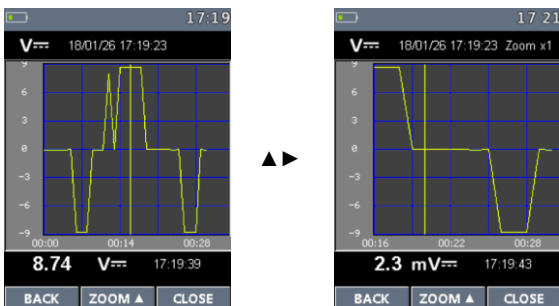 17:19
V 18/01/26 17:19:23
9
6
3
0
-3
-6
-9
00:00 00:14 00:28
8.74 V 17:19:39
BACK ZOOM ▲ CLOSE
▲►
17 21
V 18/01/26 17:19:23 Zoom x1
9
6
3
0
-3
-6
-9
00:16 00:22 00:28
2.3 mV 17:19:43
BACK ZOOM ▲ CLOSE